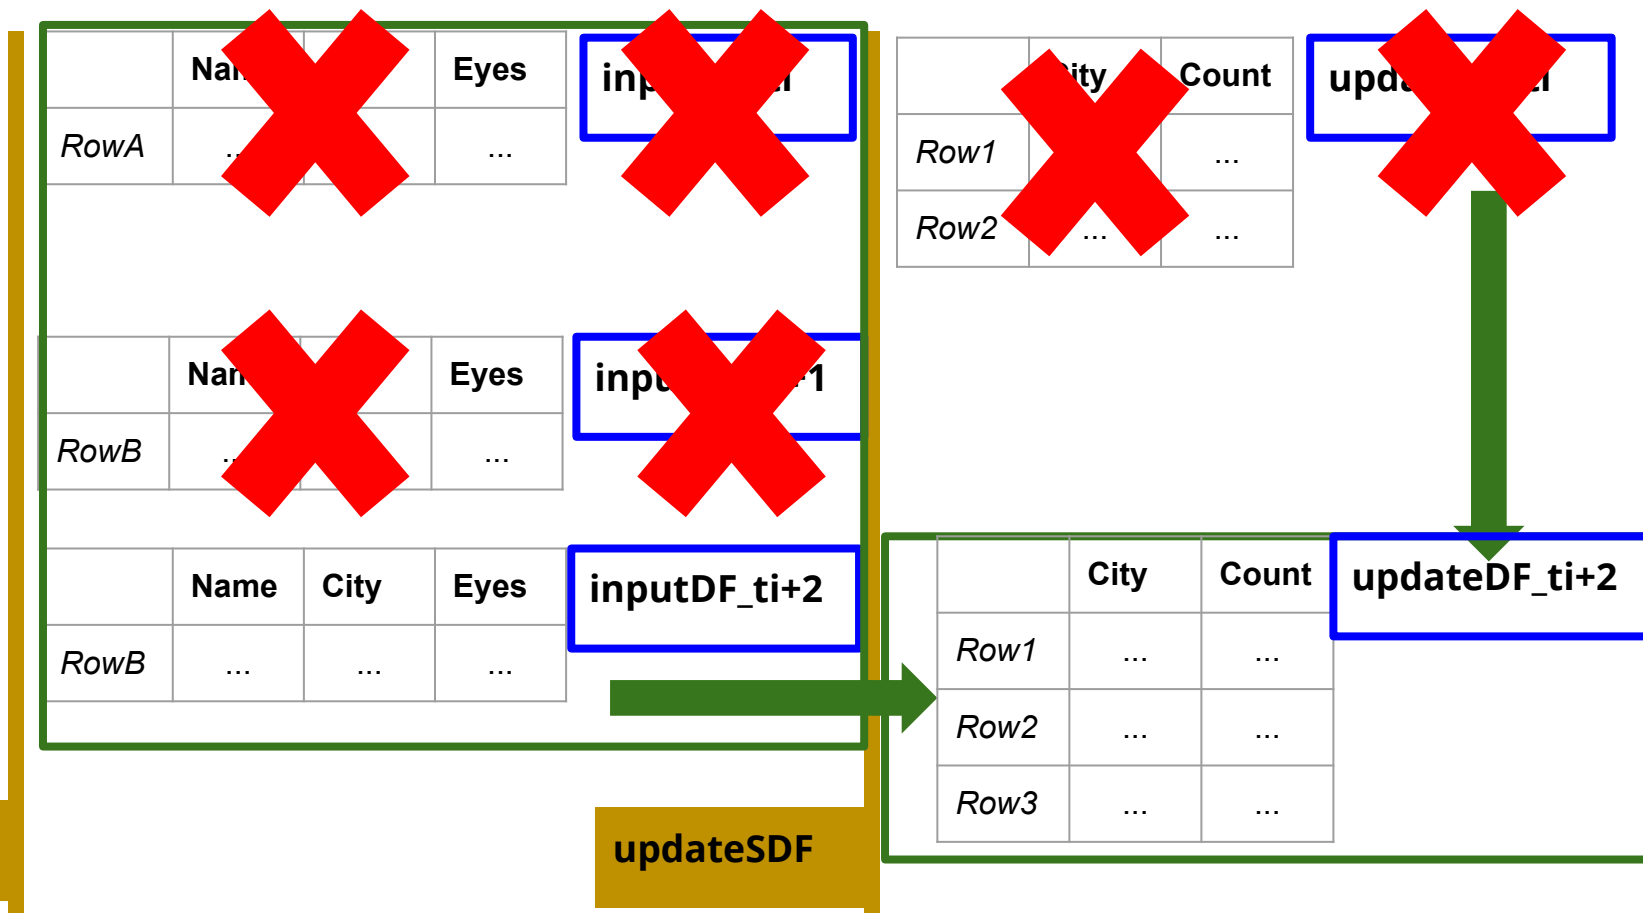 Eyes
RowA ... ...
Count
Row1 ...
Row2 ... ...
Eyes
RowB ... ...
Name City Eyes
RowB ... ... ...
inputDF_ti+2
City Count
Row1 ... ...
Row2 ... ...
Row3 ... ...
updateDF_ti+2
updateSDF